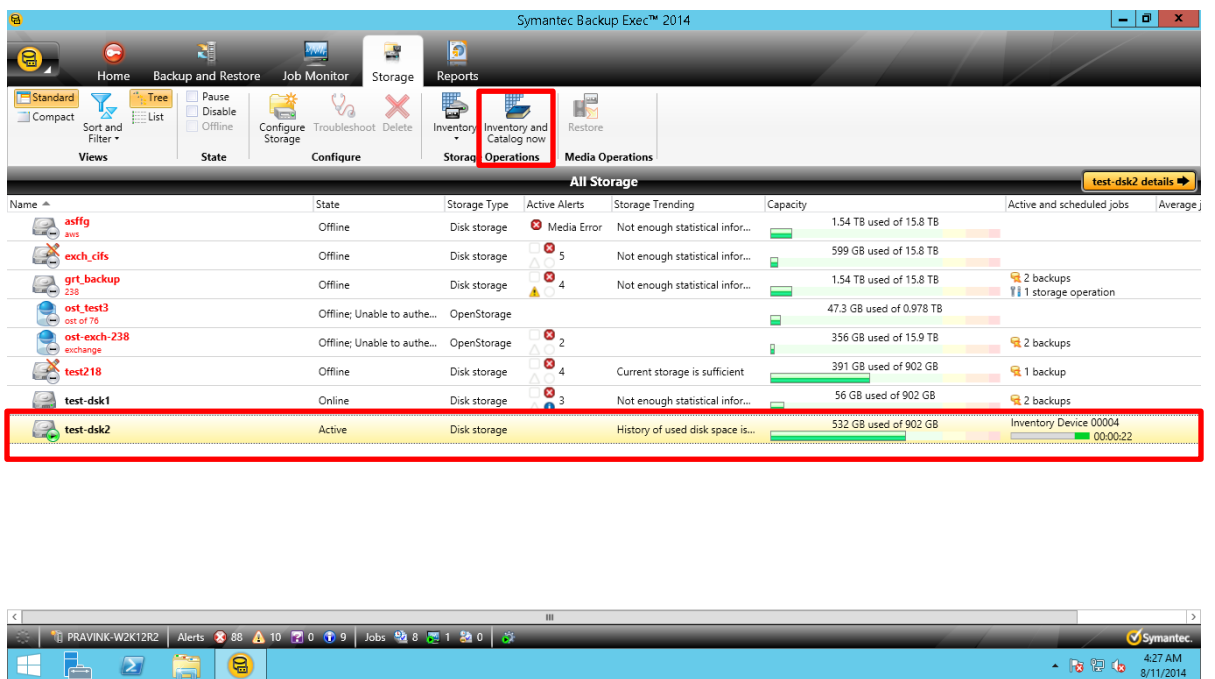 Symantec Backup Exec™ 2014
Home Backup and Restore Job Monitor Storage Reports
Standard
Compact
Sort and Filter
Tree
List
Views
Pause
Disable
Offline
State
Configure Storage
Troubleshoot
Delete
Configure
Inventory
Inventory and Catalog now
Storage Operations
Restore
Media Operations
All Storage
test-dsk2 details
Name State Storage Type Active Alerts Storage Trending Capacity Active and scheduled jobs Average j
asffg
aws
Offline Disk storage Media Error Not enough statistical infor... 1.54 TB used of 15.8 TB
exch_cifs Offline Disk storage 5 Not enough statistical infor... 599 GB used of 15.8 TB
grt_backup
238
Offline Disk storage 4 Not enough statistical infor... 1.54 TB used of 15.8 TB 2 backups
1 storage operation
ost_test3
ost of 76
Offline; Unable to authe... OpenStorage 47.3 GB used of 0.978 TB
ost-exch-238
exchange
Offline; Unable to authe... OpenStorage 2 356 GB used of 15.9 TB 2 backups
test218 Offline Disk storage 4 Current storage is sufficient 391 GB used of 902 GB 1 backup
test-dsk1 Online Disk storage 3 Not enough statistical infor... 56 GB used of 902 GB 2 backups
test-dsk2 Active Disk storage History of used disk space is... 532 GB used of 902 GB Inventory Device 00004
00:00:22
PRAVINK-W2K12R2 Alerts 88 10 0 9 Jobs 8 1 0
Symantec.
4:27 AM
8/11/2014